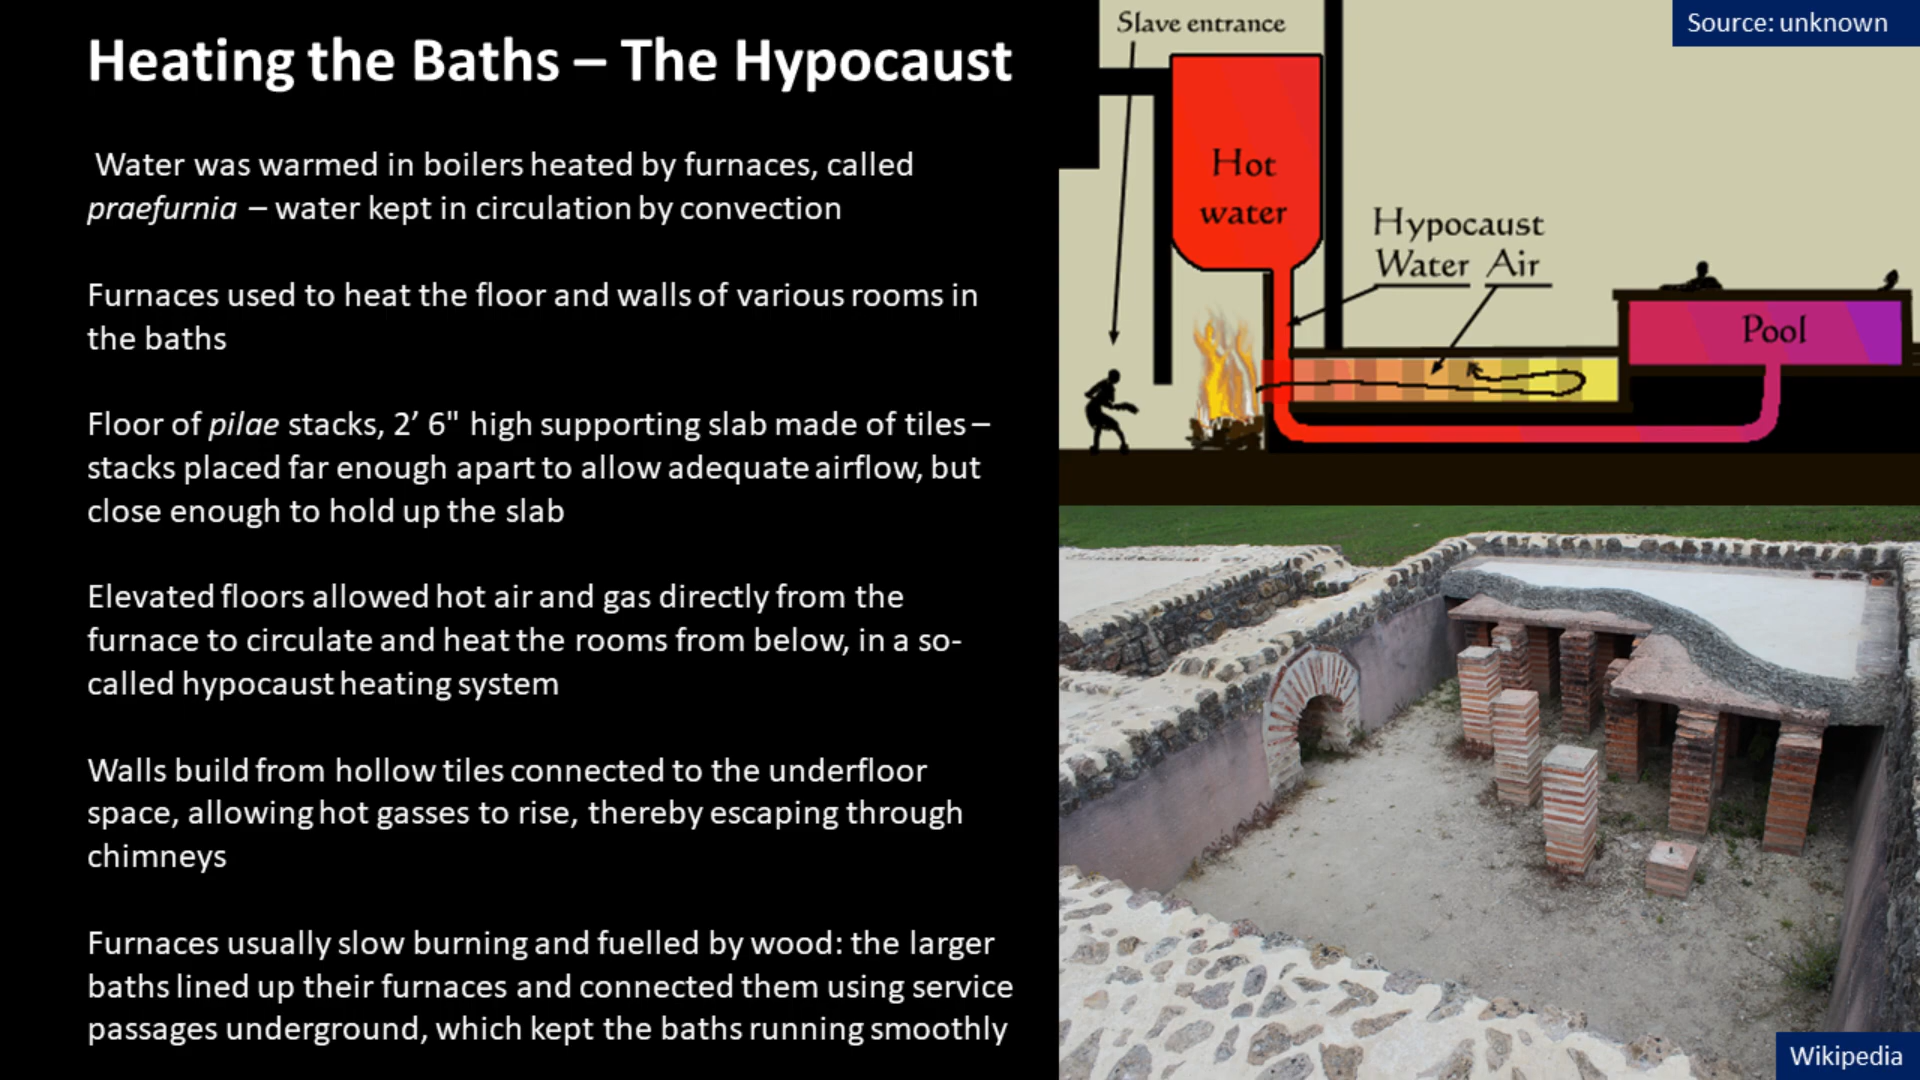 Heating the Baths – The Hypocaust
Water was warmed in boilers heated by furnaces, called
praefurnia – water kept in circulation by convection
Furnaces used to heat the floor and walls of various rooms in
the baths
Floor of pilae stacks, 2’ 6" high supporting slab made of tiles –
stacks placed far enough apart to allow adequate airflow, but
close enough to hold up the slab
Elevated floors allowed hot air and gas directly from the
furnace to circulate and heat the rooms from below, in a so-
called hypocaust heating system
Walls build from hollow tiles connected to the underfloor
space, allowing hot gasses to rise, thereby escaping through
chimneys
Furnaces usually slow burning and fuelled by wood: the larger
baths lined up their furnaces and connected them using service
passages underground, which kept the baths running smoothly
Slave entrance
Source: unknown
Hot
water
Hypocaust
Water Air
Pool
Wikipedia